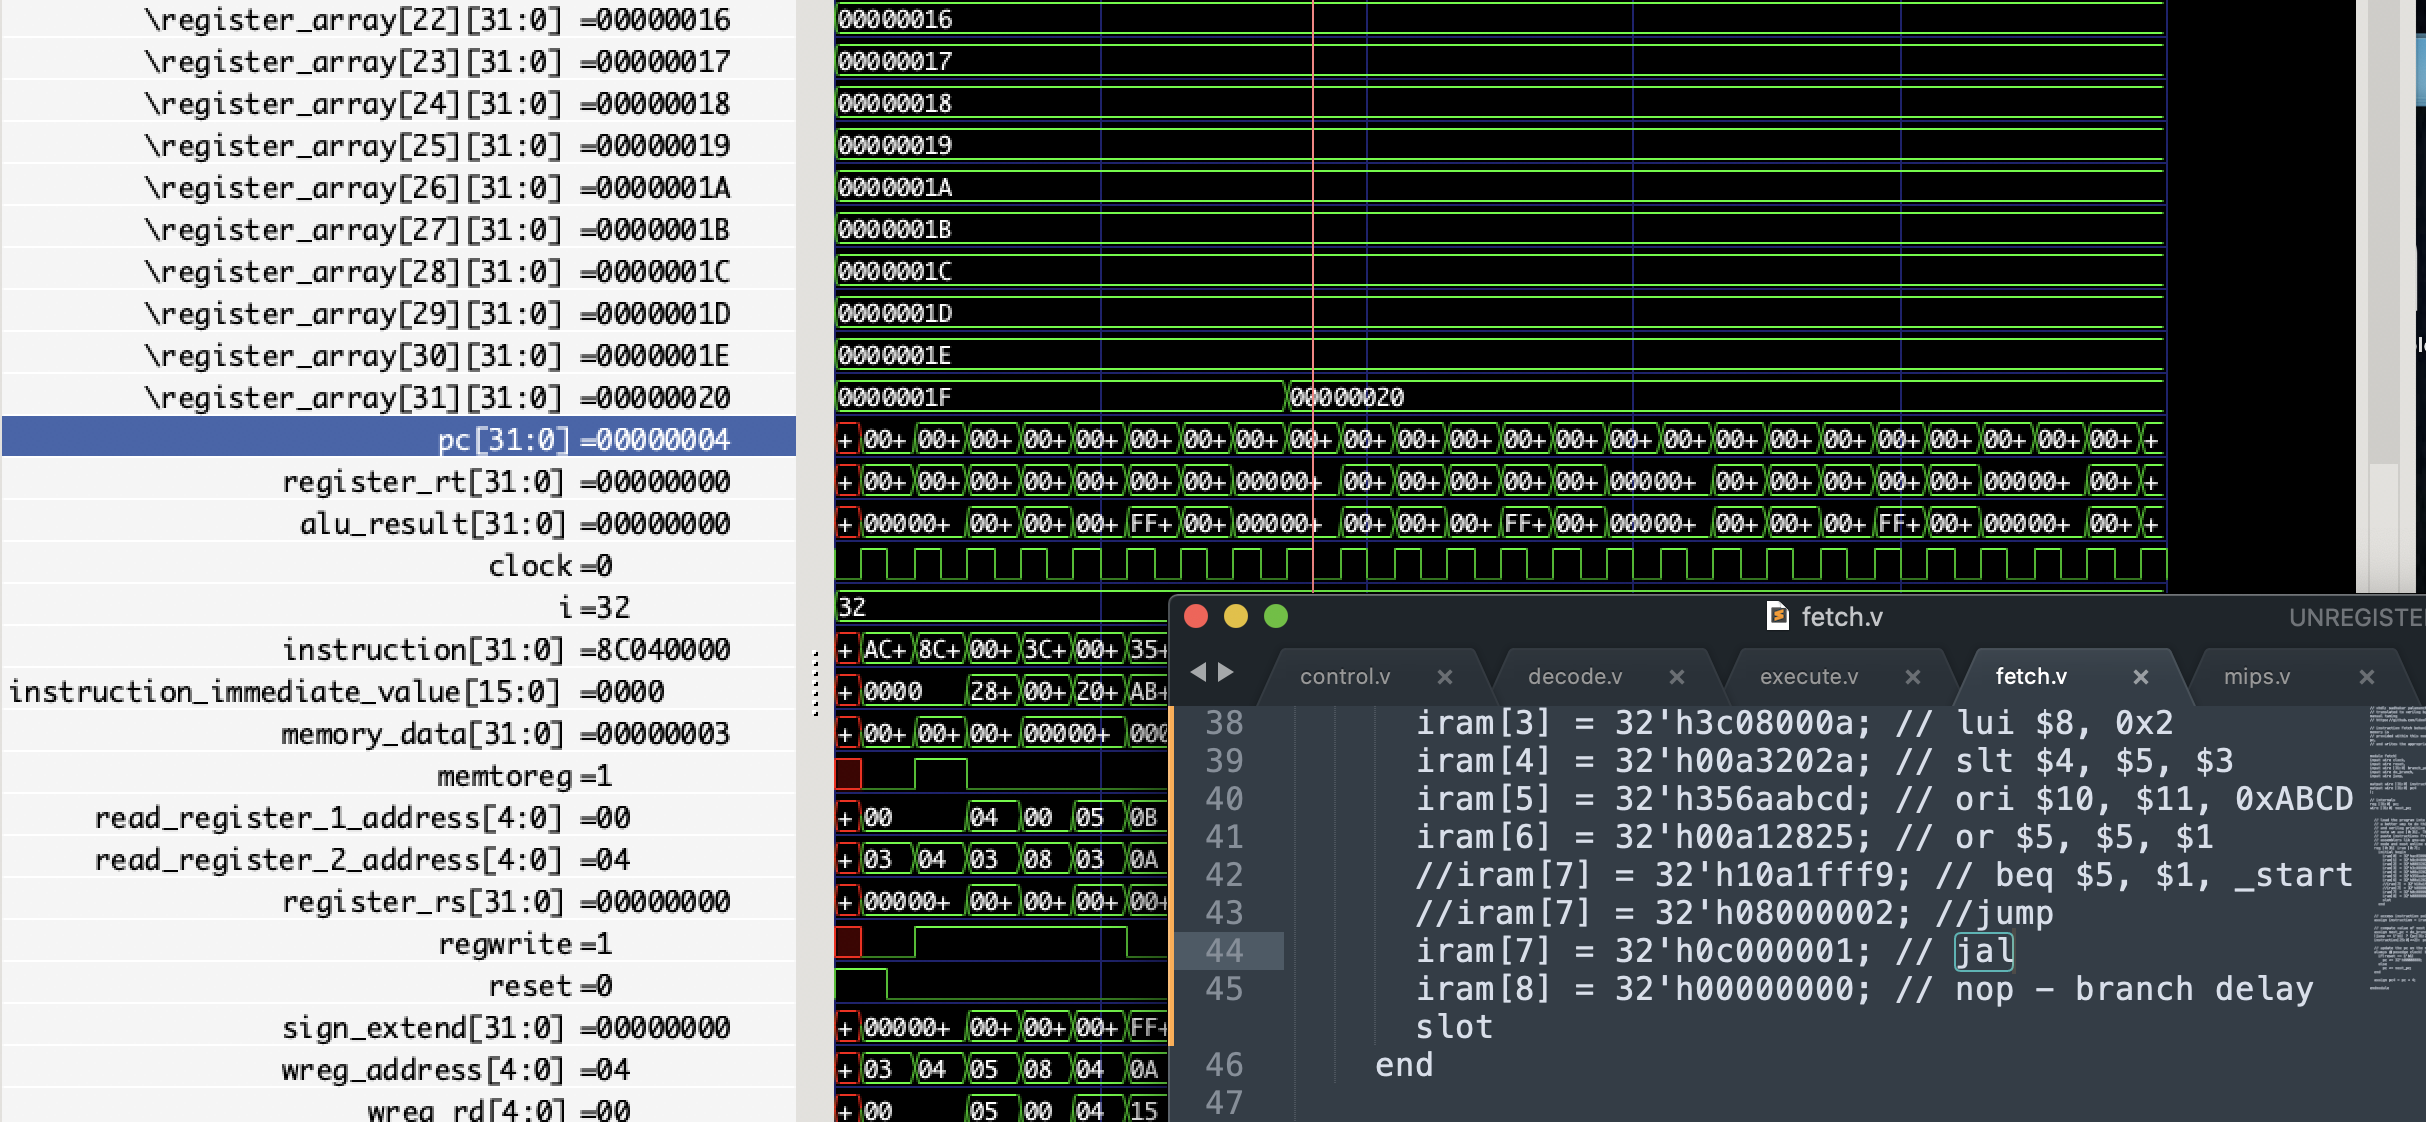 \register_array[22][31:0] =00000016
\register_array[23][31:0] =00000017
\register_array[24][31:0] =00000018
\register_array[25][31:0] =00000019
\register_array[26][31:0] =0000001A
\register_array[27][31:0] =0000001B
\register_array[28][31:0] =0000001C
\register_array[29][31:0] =0000001D
\register_array[30][31:0] =0000001E
\register_array[31][31:0] =00000020
pc[31:0] =00000004
register_rt[31:0] =00000000
alu_result[31:0] =00000000
clock =0
i =32
instruction[31:0] =8C040000
instruction_immediate_value[15:0] =0000
memory_data[31:0] =00000003
memtoreg =1
read_register_1_address[4:0] =00
read_register_2_address[4:0] =04
register_rs[31:0] =00000000
regwrite =1
reset =0
sign_extend[31:0] =00000000
wreg_address[4:0] =04
wreg_rd[4:0] =00
00000016
00000017
00000018
00000019
0000001A
0000001B
0000001C
0000001D
0000001E
0000001F 00000020
+ 00+ 00+ 00+ 00+ 00+ 00+ 00+ 00+ 00+ 00+ 00+ 00+ 00+ 00+ 00+ 00+ 00+ 00+ 00+ 00+ 00+ 00+ 00+ 00+ +
+ 00+ 00+ 00+ 00+ 00+ 00+ 00+ 00000+ 00+ 00+ 00+ 00+ 00+ 00000+ 00+ 00+ 00+ 00+ 00+ 00000+ 00+ +
+ 00000+ 00+ 00+ 00+ FF+ 00+ 00000+ 00+ 00+ 00+ FF+ 00+ 00000+ 00+ 00+ 00+ FF+ 00+ 00000+ 00+ +
32
+ AC+ 8C+ 00+ 3C+ 00+ 35+
+ 0000 28+ 00+ 20+ AB+
+ 00+ 00+ 00+ 00000+ 000
+ 00 04 00 05 0B
+ 03 04 03 08 03 0A
+ 00000+ 00+ 00+ 00+ 00+
+ 00000+ 00+ 00+ 00+ FF+
+ 03 04 05 08 04 0A
+ 00 05 00 04 15
fetch.v
UNREGISTE
control.v × decode.v × execute.v × fetch.v × mips.v ×
38 iram[3] = 32'h3c08000a; // lui $8, 0x2
39 iram[4] = 32'h00a3202a; // slt $4, $5, $3
40 iram[5] = 32'h356aabcd; // ori $10, $11, 0xABCD
41 iram[6] = 32'h00a12825; // or $5, $5, $1
42 //iram[7] = 32'h10a1fff9; // beq $5, $1, _start
43 //iram[7] = 32'h08000002; //jump
44 iram[7] = 32'h0c000001; // jal
45 iram[8] = 32'h00000000; // nop - branch delay
slot
46 end
47